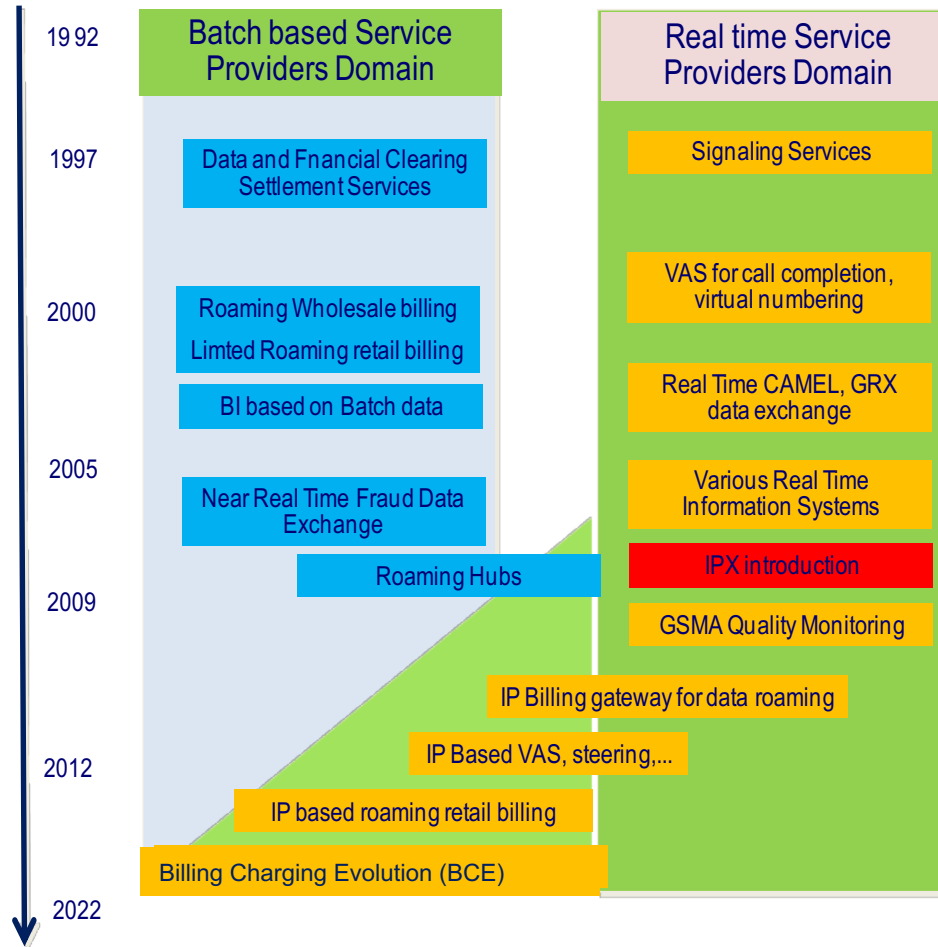 1992
Batch based Service
Providers Domain
Real time Service
Providers Domain
1997
Data and Fnancial Clearing
Settlement Services
Signaling Services
VAS for call completion,
virtual numbering
2000
Roaming Wholesale billing
Limted Roaming retail billing
BI based on Batch data
Real Time CAMEL, GRX
data exchange
2005
Near Real Time Fraud Data
Exchange
Various Real Time
Information Systems
Roaming Hubs
IPX introduction
2009
GSMA Quality Monitoring
IP Billing gateway for data roaming
IP Based VAS, steering,...
2012
IP based roaming retail billing
Billing Charging Evolution (BCE)
2022